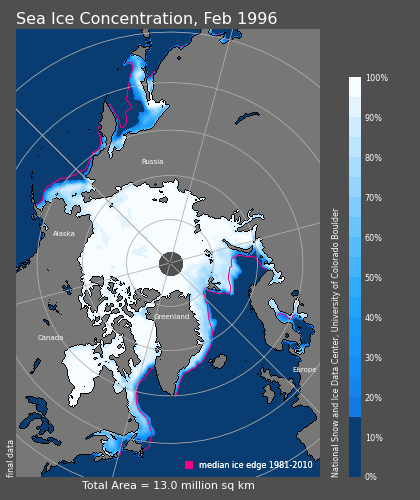 Sea Ice Concentration, Feb 1996
Russia
Alaska
Greenland
Canada
Europe
median ice edge 1981-2010
final data
Total Area = 13.0 million sq km
100%
90%
80%
70%
60%
50%
40%
30%
20%
10%
0%
National Snow and Ice Data Center, University of Colorado Boulder